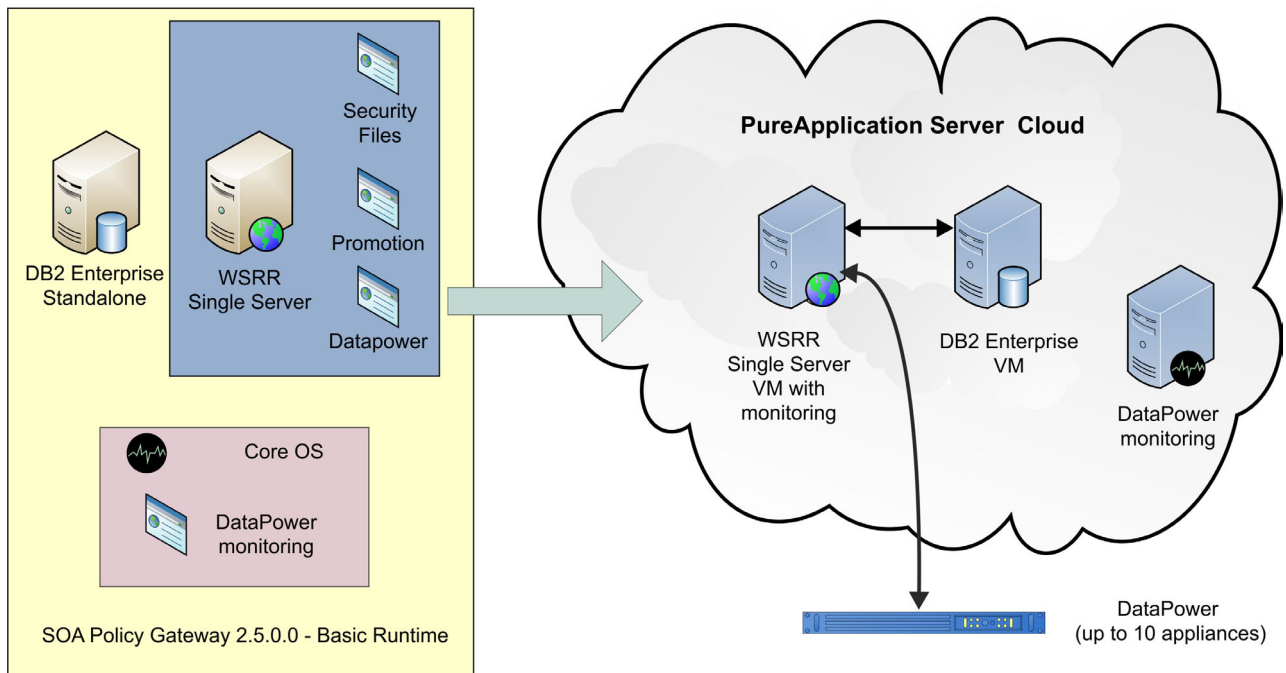 Security
Files
DB2 Enterprise
Standalone
WSRR
Single Server
Promotion
Datapower
Core OS
DataPower
monitoring
SOA Policy Gateway 2.5.0.0 - Basic Runtime
PureApplication Server Cloud
WSRR
Single Server
VM with
monitoring
DB2 Enterprise
VM
DataPower
monitoring
DataPower
(up to 10 appliances)